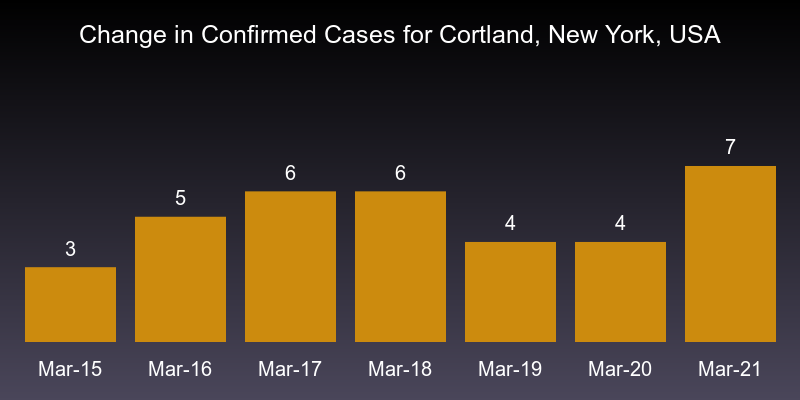 Change in Confirmed Cases for Cortland, New York, USA
3 5 6 6 4 4 7
Mar-15 Mar-16 Mar-17 Mar-18 Mar-19 Mar-20 Mar-21